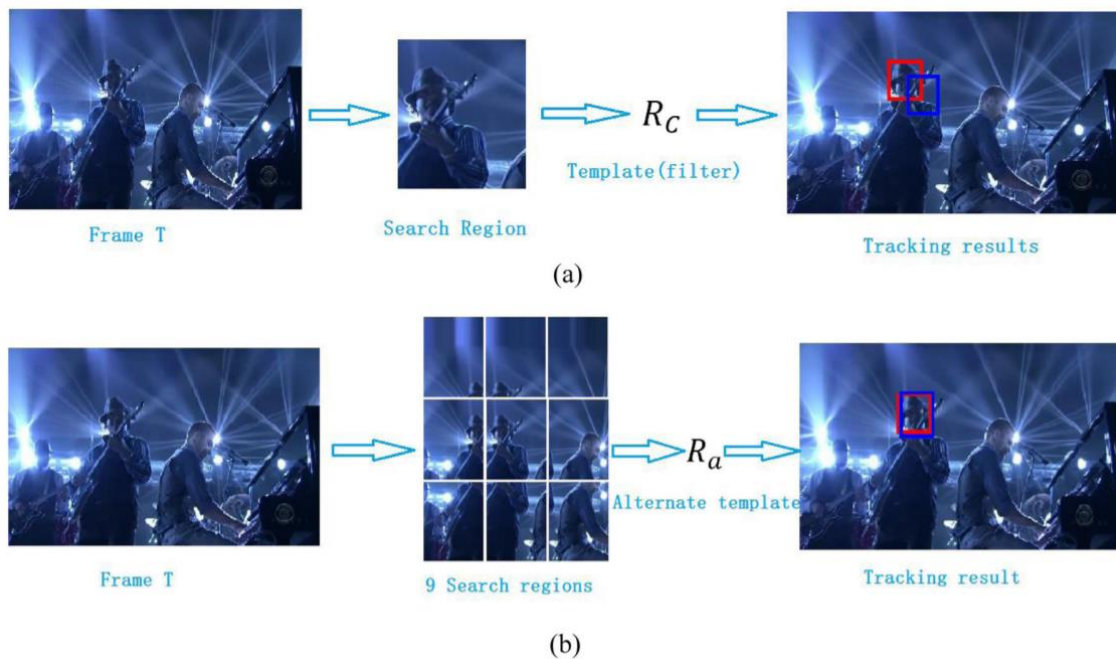 R_C
Template(filter)
Frame T
Search Region
Tracking results
(a)
R_a
Alternate template
Frame T
9 Search regions
Tracking result
(b)